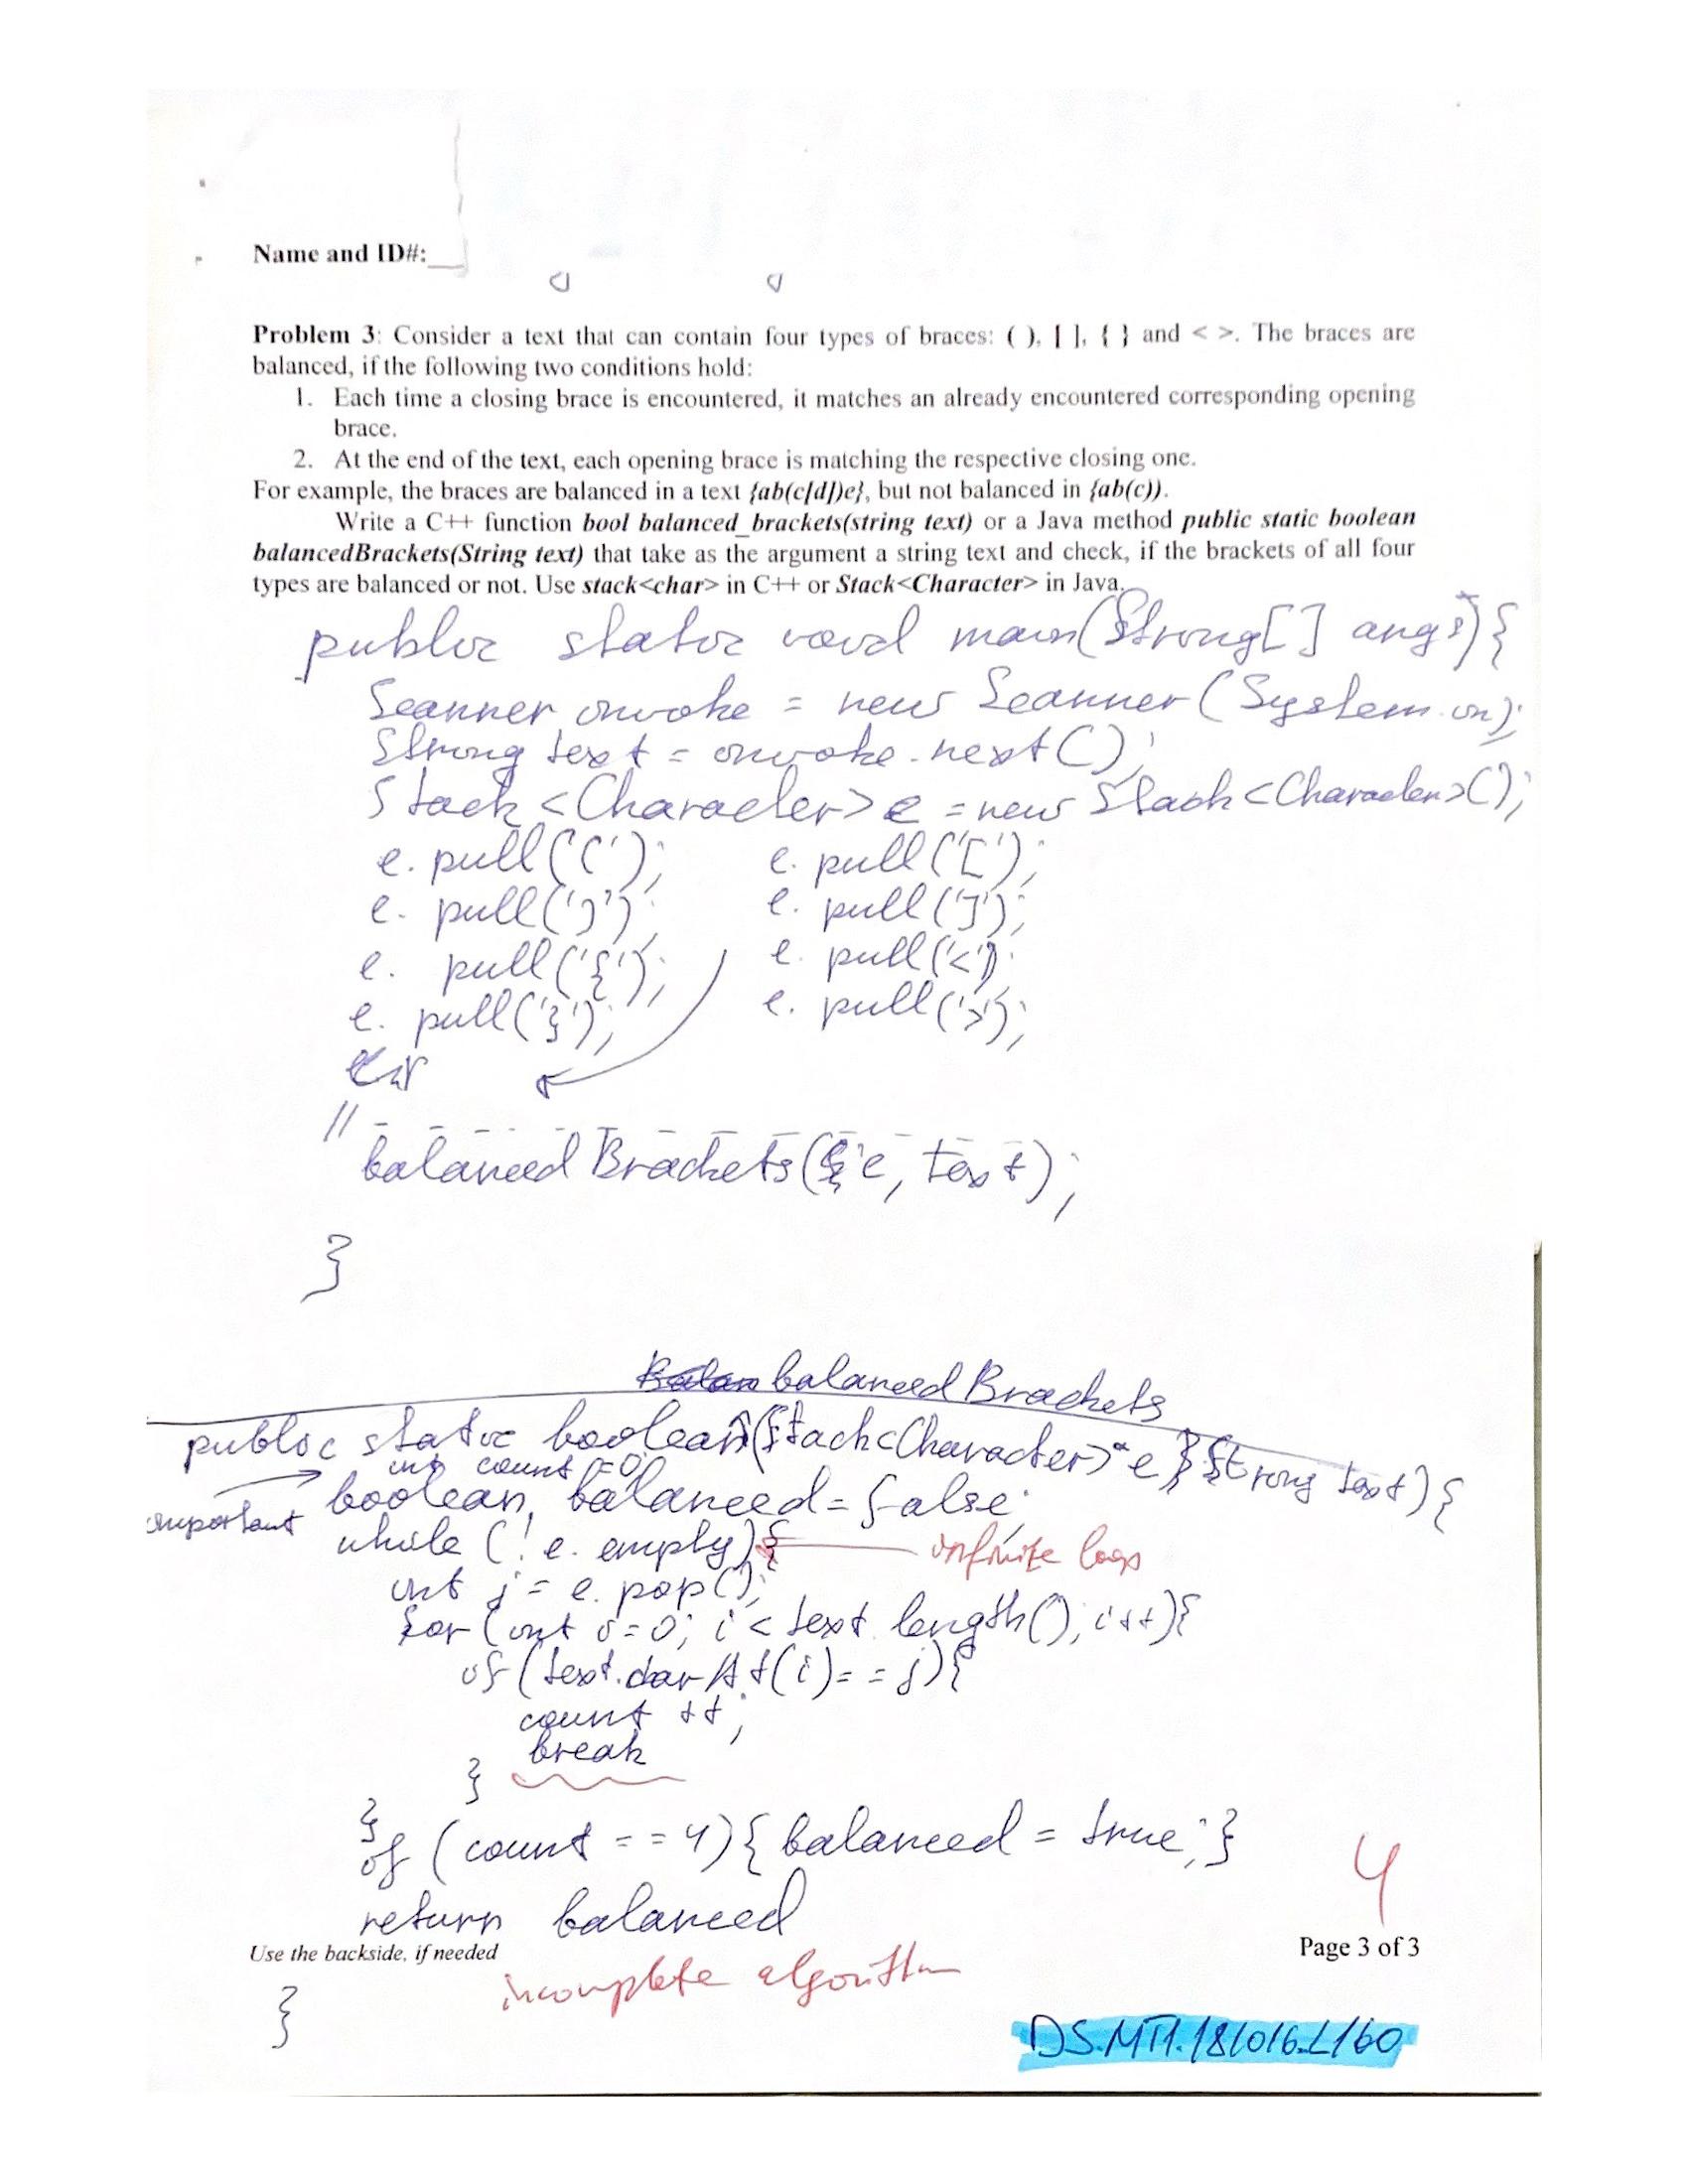 Name and ID#:
Problem 3: Consider a text that can contain four types of braces: ( ), [ ], { } and < >. The braces are
balanced, if the following two conditions hold:
1. Each time a closing brace is encountered, it matches an already encountered corresponding opening
brace.
2. At the end of the text, each opening brace is matching the respective closing one.
For example, the braces are balanced in a text {ab(c[d])e}, but not balanced in {ab(c)).
Write a C++ function bool balanced_brackets(string text) or a Java method public static boolean
balancedBrackets(String text) that take as the argument a string text and check, if the brackets of all four
types are balanced or not. Use stack<char> in C++ or Stack<Character> in Java.
public static void main(String[] args){
Scanner invoke = new Scanner(System.in);
String text = invoke.next();
Stack<Character> e = new Stack<Character>();
e. pull('('); e. pull('[');
e. pull(')'); e. pull(']');
e. pull('{'); e. pull('<');
e. pull('}'); e. pull('>');
//
balanced Brackets( e, text);
}
balanced Brackets
public static boolean (Stack<Character>* e, String text){
int count = 0;
important boolean balanced = false;
while (! e. empty){ infinite loop
int j = e. pop();
for (int i=0; i < text.length(); i++){
if (text.charAt(i)==j){
count ++;
break
}
}
if (count == 4){ balanced = true; }
4
return balanced
Use the backside, if needed Page 3 of 3
incomplete algorithm
}
DS.MT1.181016.L160